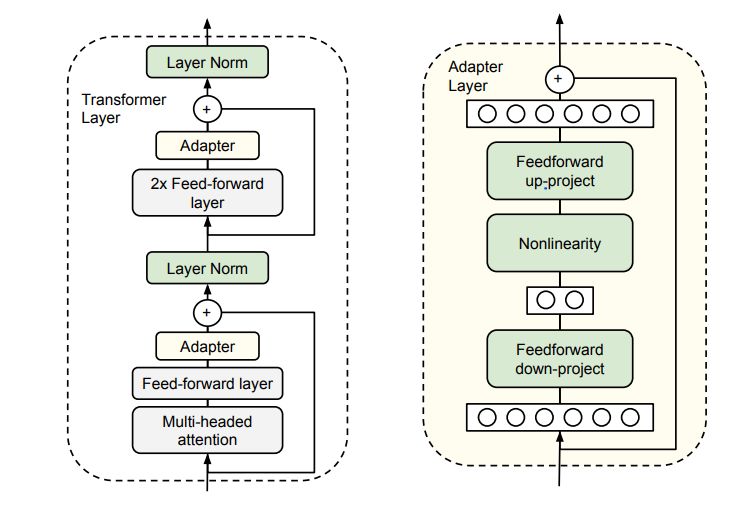 Layer Norm
Transformer
Layer
+
Adapter
2x Feed-forward
layer
Layer Norm
+
Adapter
Feed-forward layer
Multi-headed
attention
Adapter
Layer
+
Feedforward
up-project
Nonlinearity
Feedforward
down-project